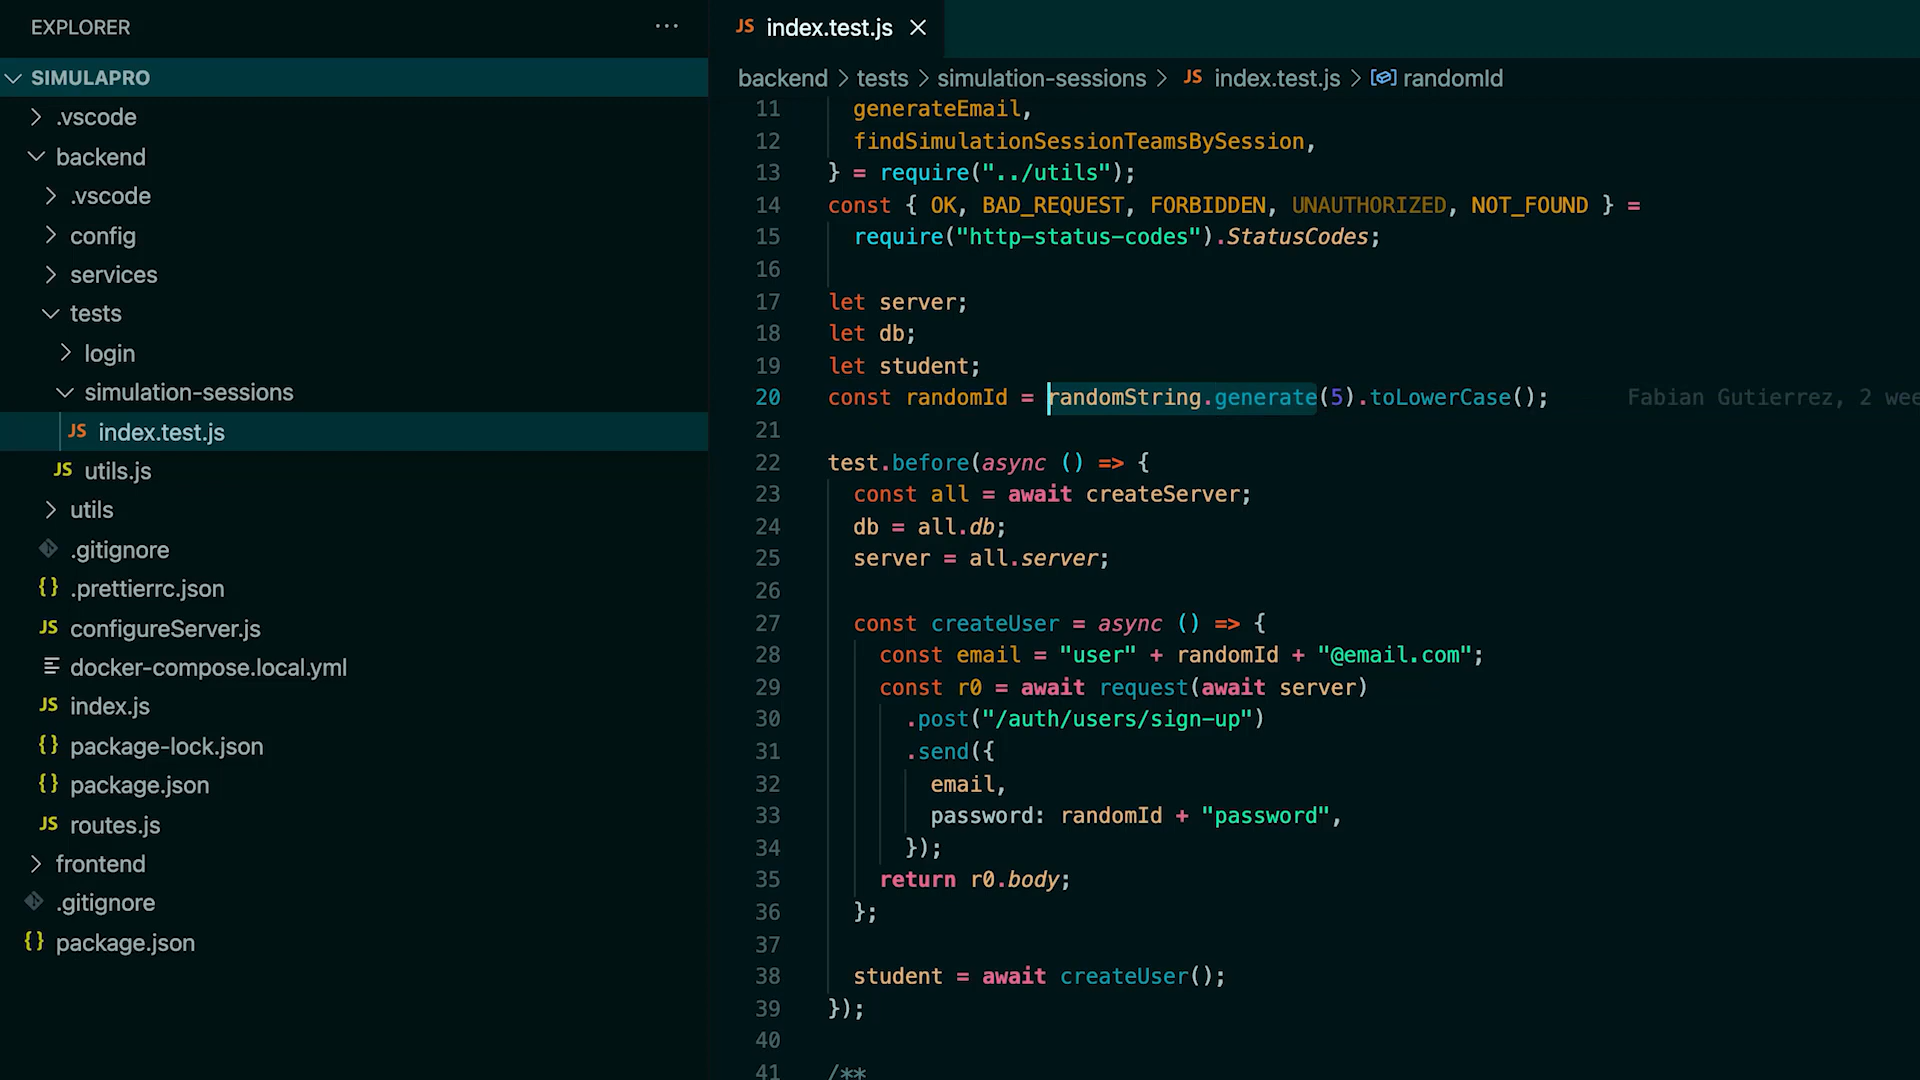 EXPLORER
SIMULAPRO
.vscode
backend
.vscode
config
services
tests
login
simulation-sessions
JS index.test.js
JS utils.js
utils
.gitignore
{} .prettierrc.json
JS configureServer.js
docker-compose.local.yml
JS index.js
{} package-lock.json
{} package.json
JS routes.js
frontend
.gitignore
{} package.json
JS index.test.js
backend > tests > simulation-sessions > JS index.test.js > randomId
11 generateEmail,
12 findSimulationSessionTeamsBySession,
13 } = require("../utils");
14 const { OK, BAD_REQUEST, FORBIDDEN, UNAUTHORIZED, NOT_FOUND } =
15 require("http-status-codes").StatusCodes;
16
17 let server;
18 let db;
19 let student;
20 const randomId = randomString.generate(5).toLowerCase(); Fabian Gutierrez, 2 wee
21
22 test.before(async () => {
23 const all = await createServer;
24 db = all.db;
25 server = all.server;
26
27 const createUser = async () => {
28 const email = "user" + randomId + "@email.com";
29 const r0 = await request(await server)
30 .post("/auth/users/sign-up")
31 .send({
32 email,
33 password: randomId + "password",
34 });
35 return r0.body;
36 };
37
38 student = await createUser();
39 });
40
41 /**